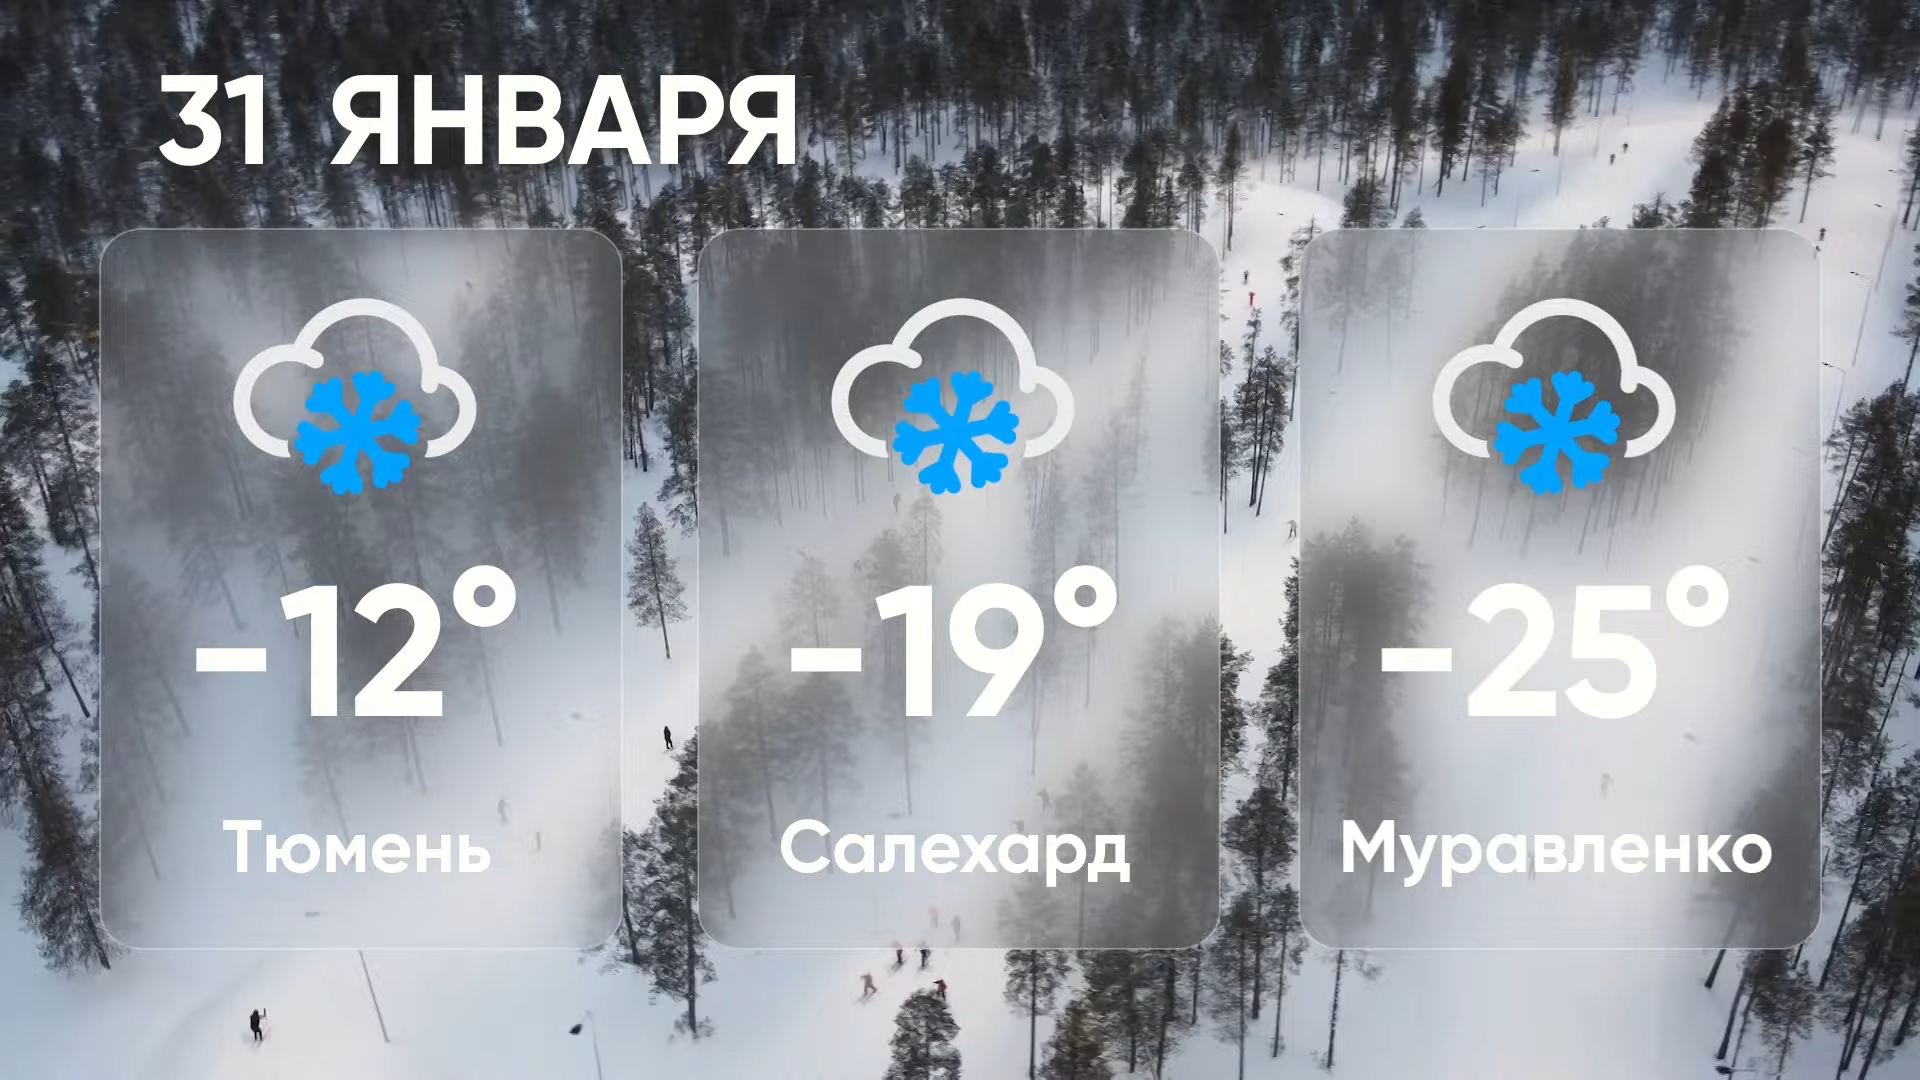 31 ЯНВАРЯ
-12°
-19°
-25°
Тюмень
Салехард
Муравленко